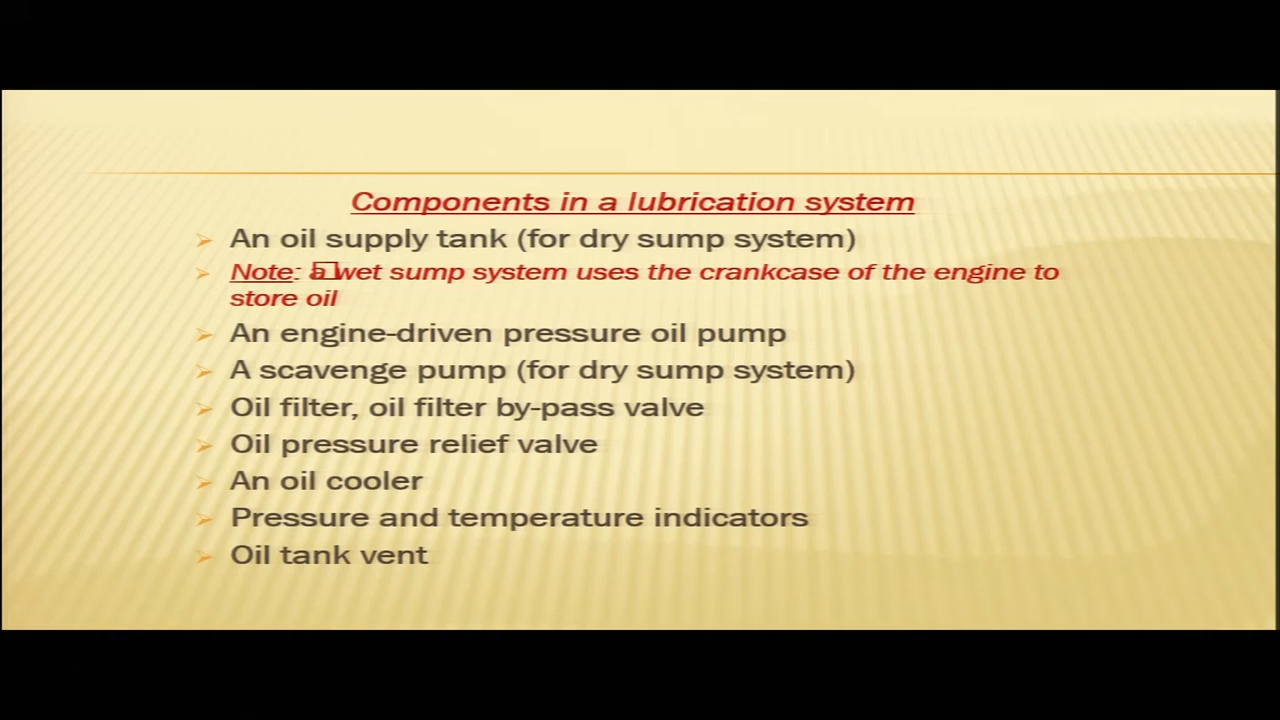 Components in a lubrication system
An oil supply tank (for dry sump system)
Note: a wet sump system uses the crankcase of the engine to
store oil
An engine-driven pressure oil pump
A scavenge pump (for dry sump system)
Oil filter, oil filter by-pass valve
Oil pressure relief valve
An oil cooler
Pressure and temperature indicators
Oil tank vent